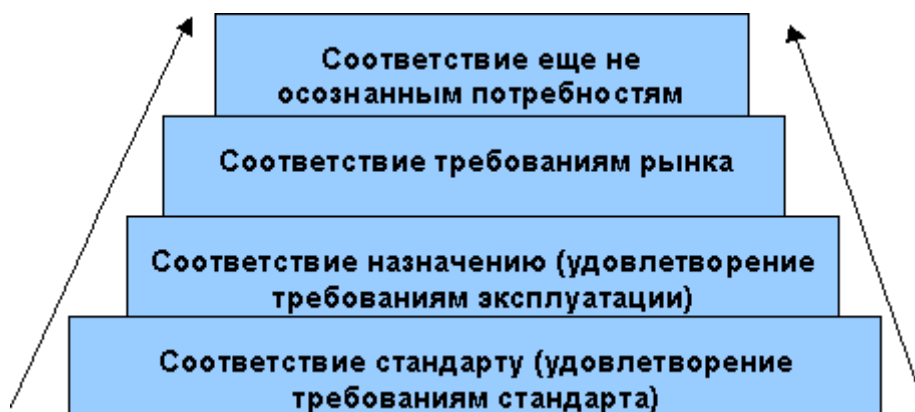 Соответствие еще не
осознанным потребностям
Соответствие требованиям рынка
Соответствие назначению (удовлетворение
требованиям эксплуатации)
Соответствие стандарту (удовлетворение
требованиям стандарта)